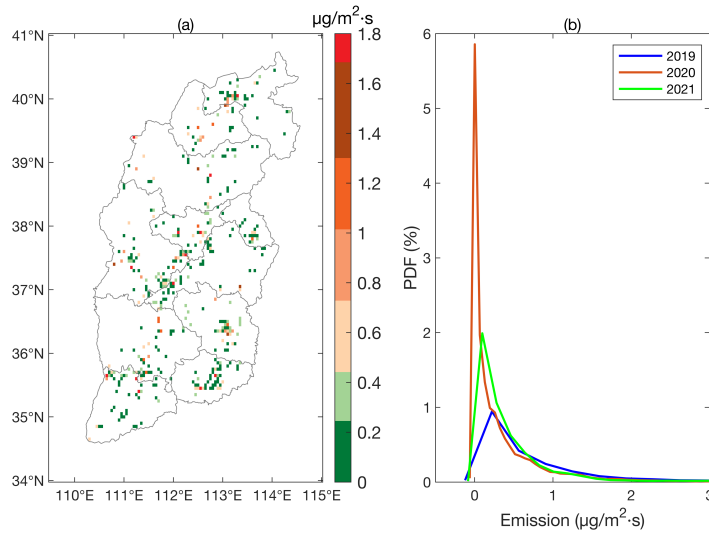 (a)
µg/m²·s
41°N
40°N
39°N
38°N
37°N
36°N
35°N
34°N
110°E 111°E 112°E 113°E 114°E 115°E
1.8
1.6
1.4
1.2
1
0.8
0.6
0.4
0.2
0
(b)
PDF (%)
6
5
4
3
2
1
0
0 1 2 3
Emission (µg/m²·s)
2019
2020
2021